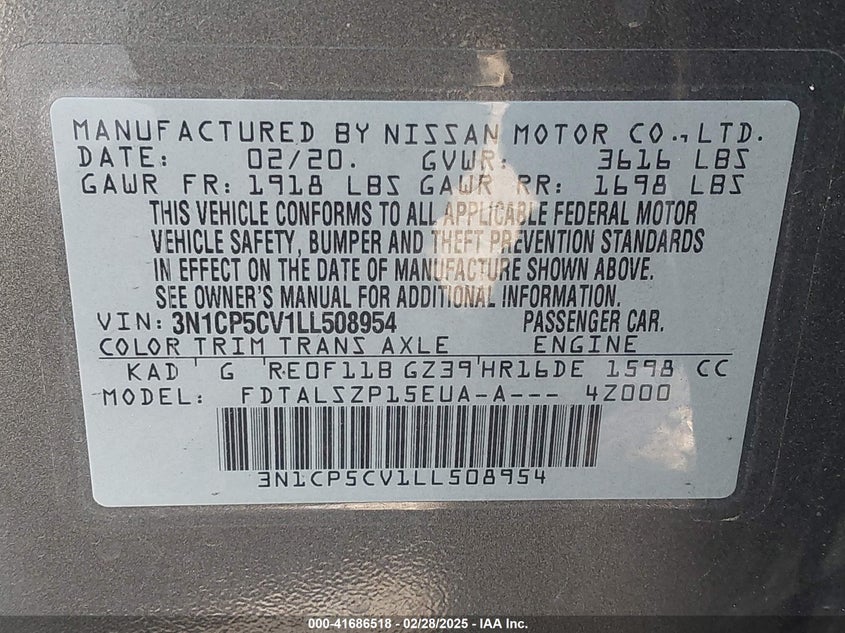 MANUFACTURED BY NISSAN MOTOR CO., LTD.
DATE: 02/20. GVWR: 3616 LBS
GAWR FR: 1918 LBS GAWR RR: 1698 LBS
THIS VEHICLE CONFORMS TO ALL APPLICABLE FEDERAL MOTOR
VEHICLE SAFETY, BUMPER AND THEFT PREVENTION STANDARDS
IN EFFECT ON THE DATE OF MANUFACTURE SHOWN ABOVE.
SEE OWNER'S MANUAL FOR ADDITIONAL INFORMATION.
VIN: 3N1CP5CV1LL508954 PASSENGER CAR.
COLOR TRIM TRANS AXLE ENGINE
KAD G RE0F11B GZ39 HR16DE 1598 CC
MODEL: FDTALSZP15EUA-A--- 4Z000
3N1CP5CV1LL508954
000-41686518 - 02/28/2025 - IAA Inc.